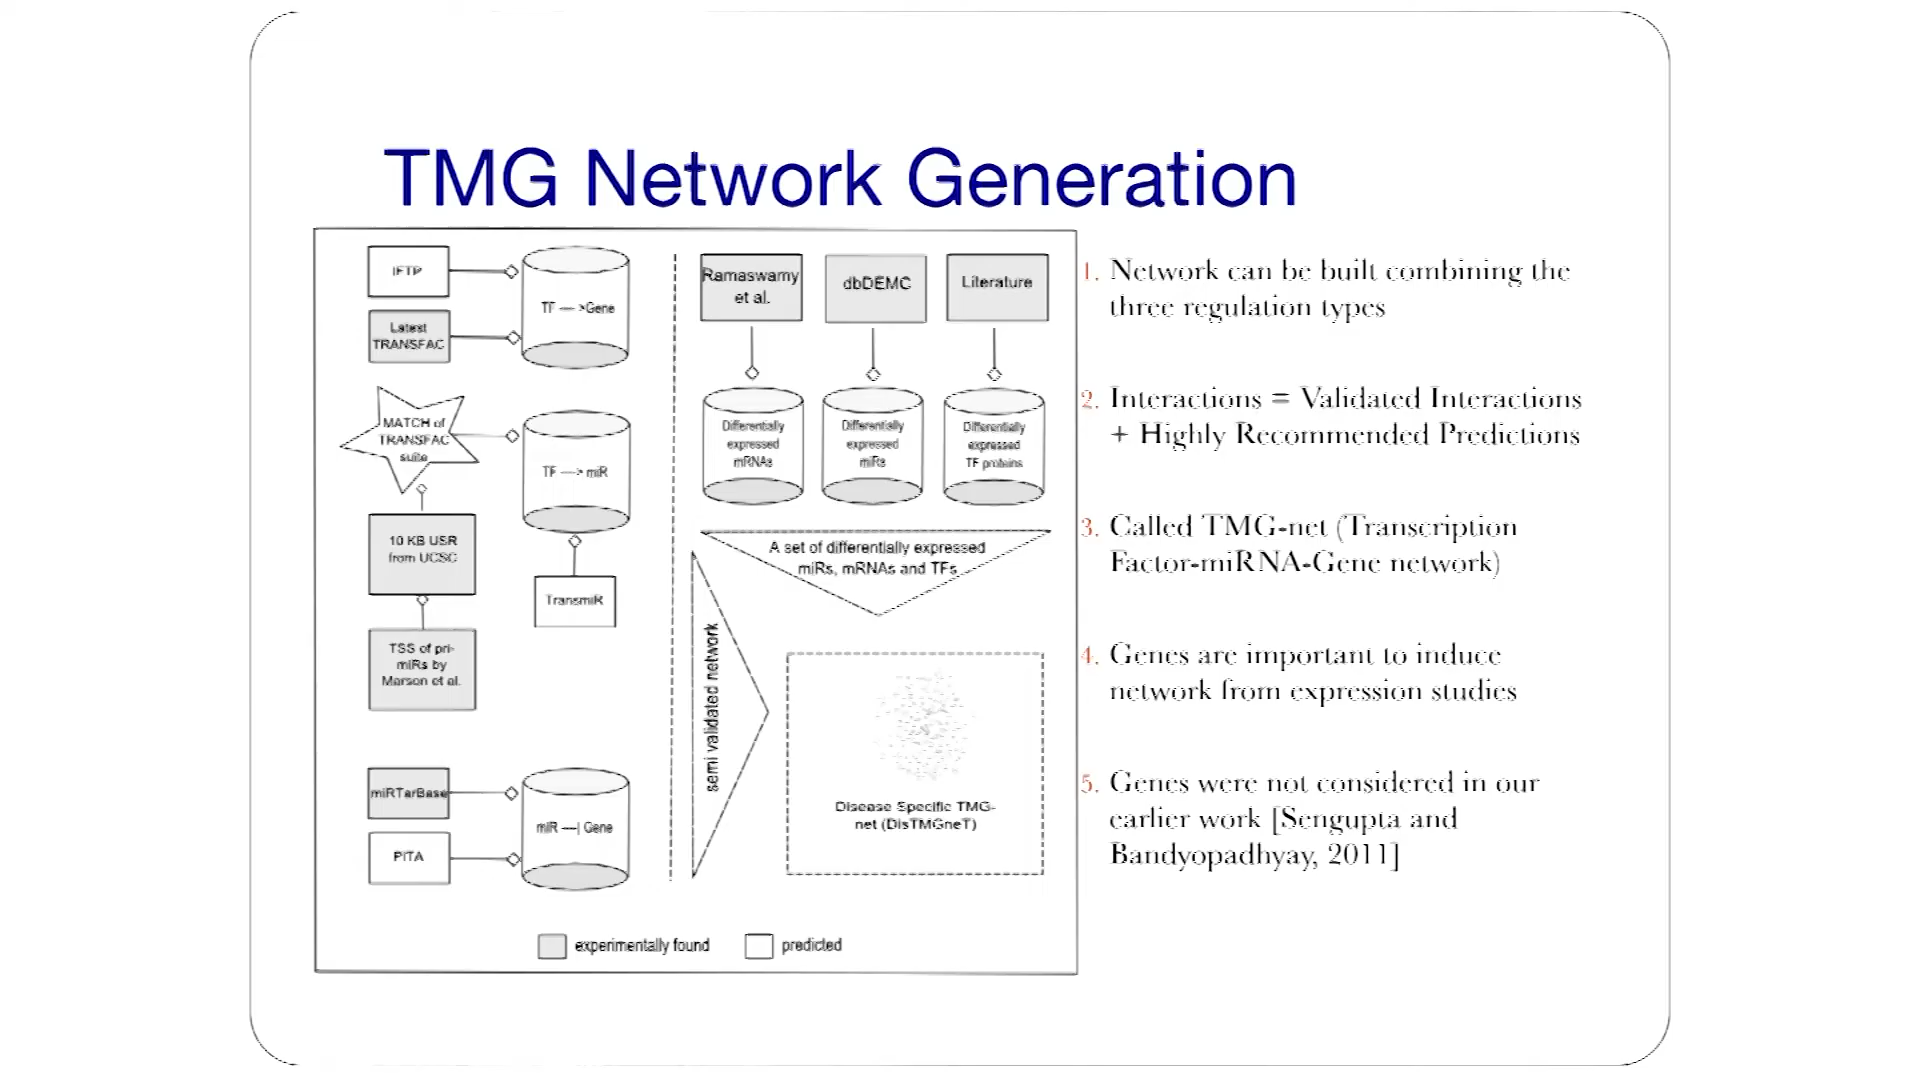 TMG Network Generation
ITFP
TF --->Gene
Latest
TRANSFAC
MATCH of
TRANSFAC
suite
TF ---> miR
10 KB USR
from UCSC
TransmiR
TSS of pri-
miRs by
Marson et al.
miRTarBase
miR ---| Gene
PITA
Ramaswamy
et al.
dbDEMC
Literature
Differentially
expressed
mRNAs
Differentially
expressed
miRs
Differentially
expressed
TF proteins
A set of differentially expressed
miRs, mRNAs and TFs
semi validated network
Disease Specific TMG-
net (DisTMGneT)
experimentally found
predicted
1. Network can be built combining the
three regulation types
2. Interactions = Validated Interactions
+ Highly Recommended Predictions
3. Called TMG-net (Transcription
Factor-miRNA-Gene network)
4. Genes are important to induce
network from expression studies
5. Genes were not considered in our
earlier work [Sengupta and
Bandyopadhyay, 2011]